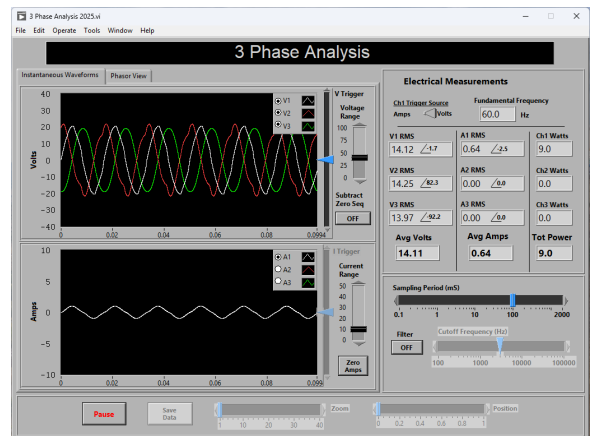 3 Phase Analysis 2025.vi
File Edit Operate Tools Window Help
3 Phase Analysis
Instantaneous Waveforms
Phasor View
40
30
20
10
0
-10
-20
-30
-40
Volts
0 0.02 0.04 0.06 0.08 0.0994
V1
V2
V3
V Trigger
Voltage
Range
100
75
50
25
0
Subtract
Zero Seq
OFF
10
5
0
-5
-10
Amps
0 0.01 0.02 0.03 0.04 0.05 0.06 0.07 0.08 0.099
A1
A2
A3
I Trigger
Current
Range
50
40
30
20
10
0
Zero
Amps
Electrical Measurements
Ch1 Trigger Source
Amps Volts
Fundamental Frequency
60.0 Hz
V1 RMS A1 RMS Ch1 Watts
14.12 -1.7 0.64 -2.5 9.0
V2 RMS A2 RMS Ch2 Watts
14.25 82.3 0.00 0.0 0.0
V3 RMS A3 RMS Ch3 Watts
13.97 -92.2 0.00 0.0 0.0
Avg Volts Avg Amps Tot Power
14.11 0.64 9.0
Sampling Period (mS)
0.1 1 10 100 2000
Filter
OFF
Cutoff Frequency (Hz)
100 1000 10000 100000
Pause
Save
Data
Zoom
1 10 20 30 40
Position
0 0.2 0.4 0.6 0.8 1